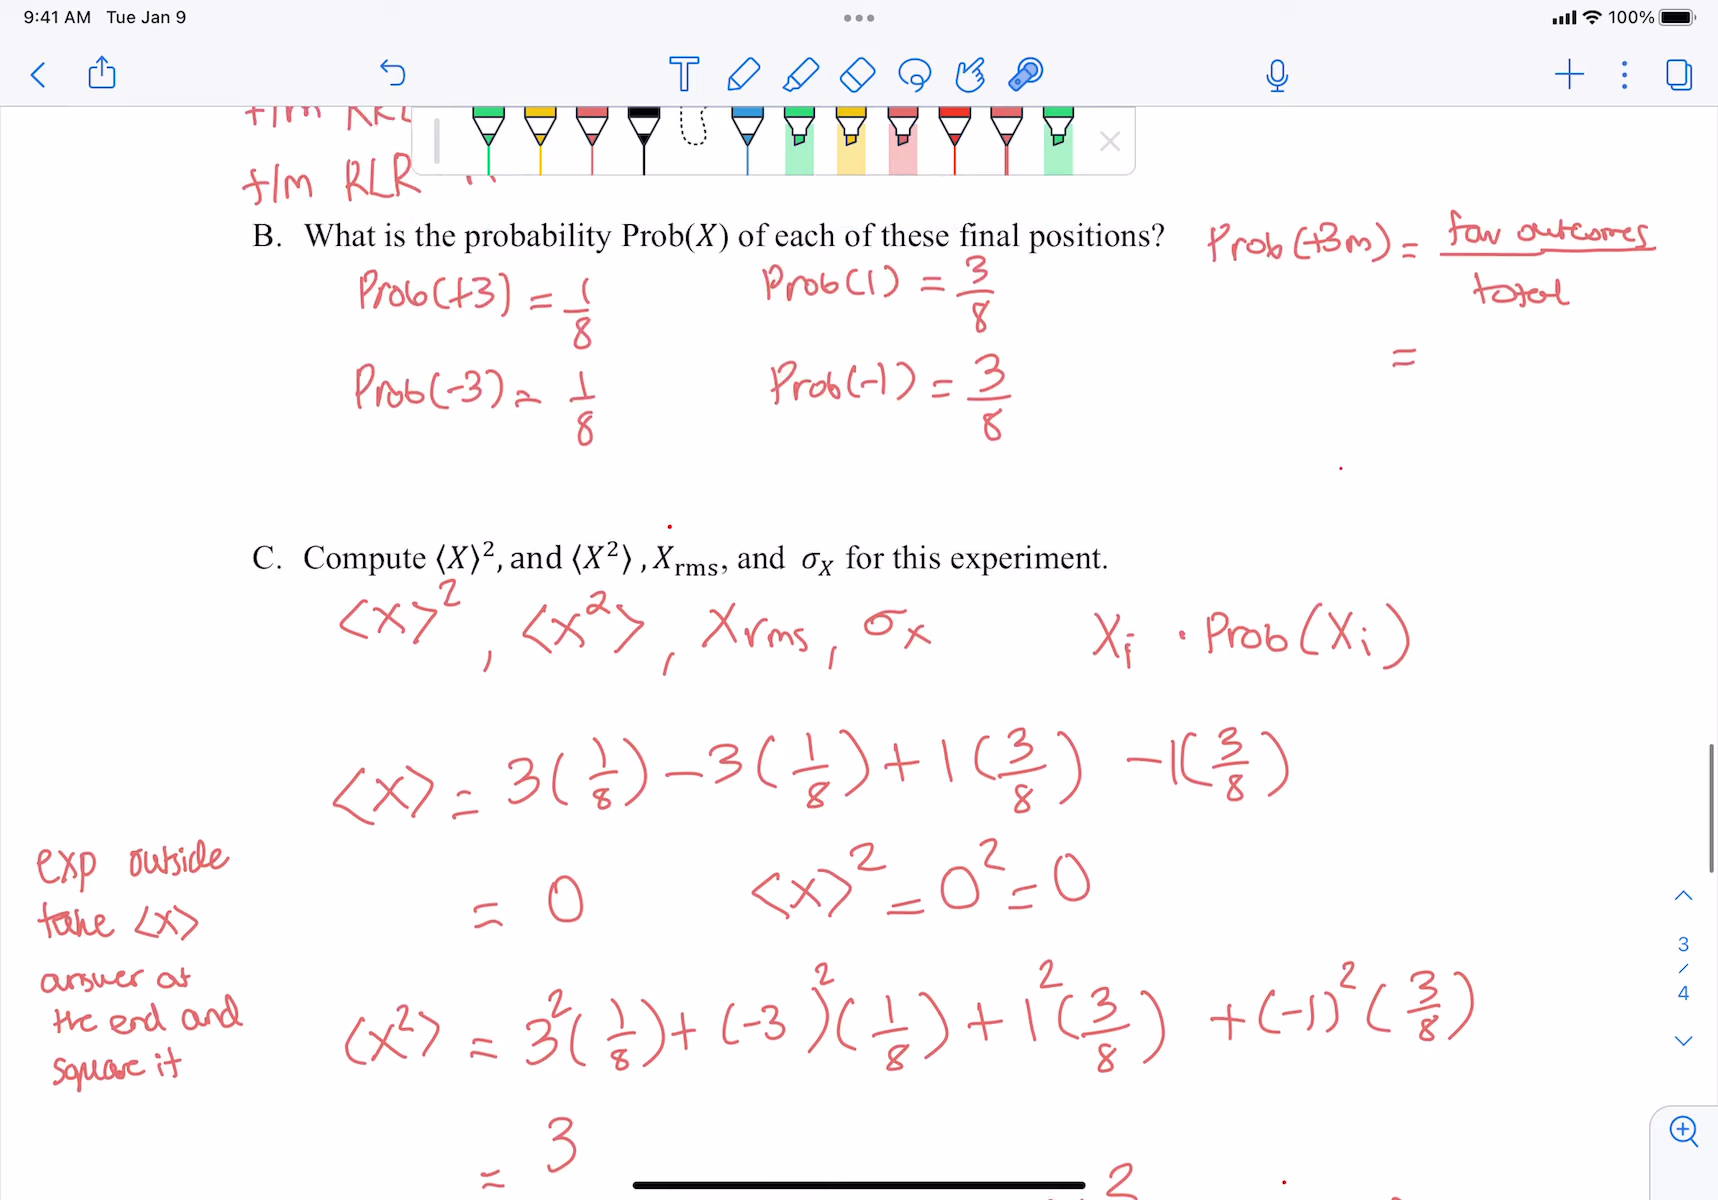 9:41 AM Tue Jan 9
100%
f/m RLR
B. What is the probability Prob(X) of each of these final positions?
Prob(+3m) = fav outcomes / total
=
Prob(+3) = 1/8
Prob(1) = 3/8
Prob(-3) = 1/8
Prob(-1) = 3/8
C. Compute ⟨X⟩², and ⟨X²⟩, X_rms, and σ_X for this experiment.
⟨x⟩², ⟨x²⟩, X_rms, σ_x
X_i · Prob(X_i)
⟨x⟩ = 3(1/8) - 3(1/8) + 1(3/8) - 1(3/8)
= 0
⟨x⟩² = 0² = 0
exp outside
take ⟨x⟩
answer at
the end and
square it
⟨x²⟩ = 3²(1/8) + (-3)²(1/8) + 1²(3/8) + (-1)²(3/8)
= 3
2
3
/
4